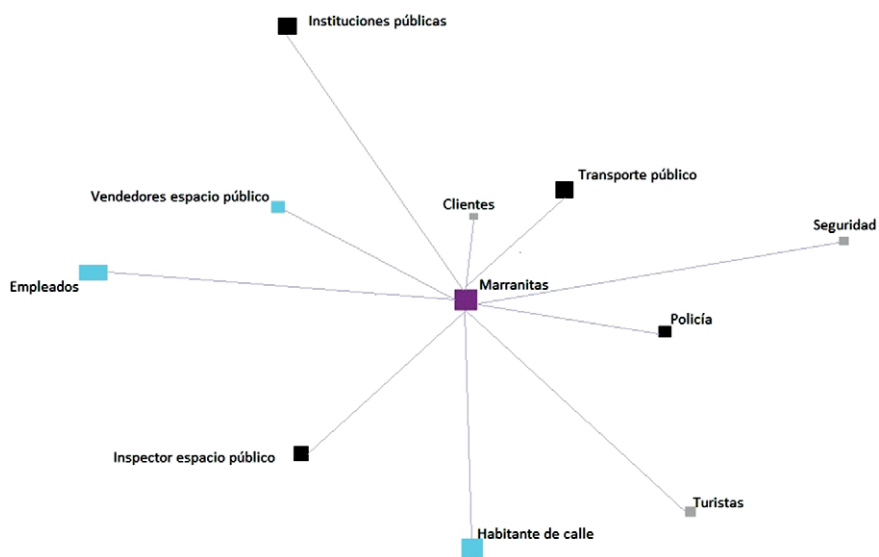 Instituciones públicas
Transporte público
Vendedores espacio público
Clientes
Seguridad
Empleados
Marranitas
Policía
Inspector espacio público
Turistas
Habitante de calle